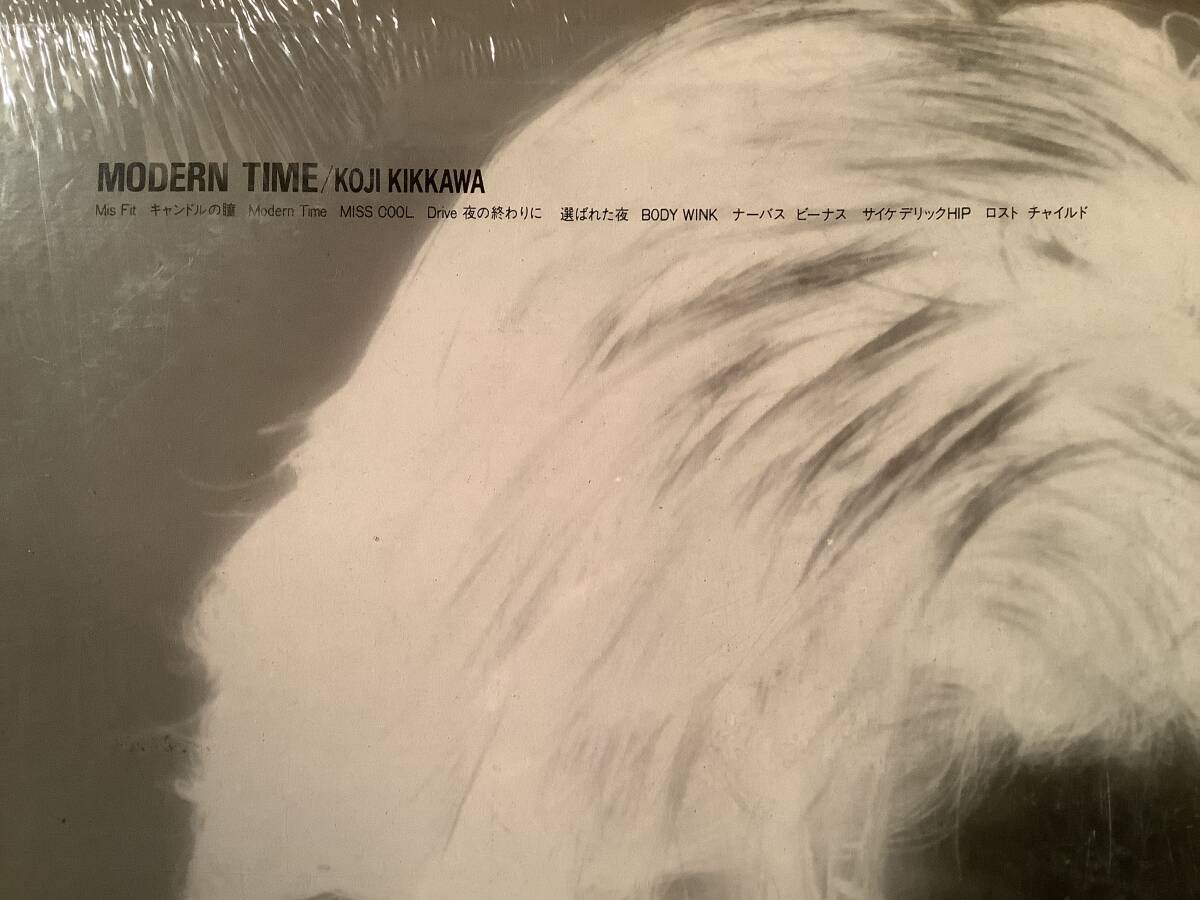 MODERN TIME/KOJI KIKKAWA
Mis Fit キャンドルの瞳 Modern Time MISS COOL Drive 夜の終わりに 選ばれた夜 BODY WINK ナーバス ビーナス サイケデリックHIP ロスト チャイルド